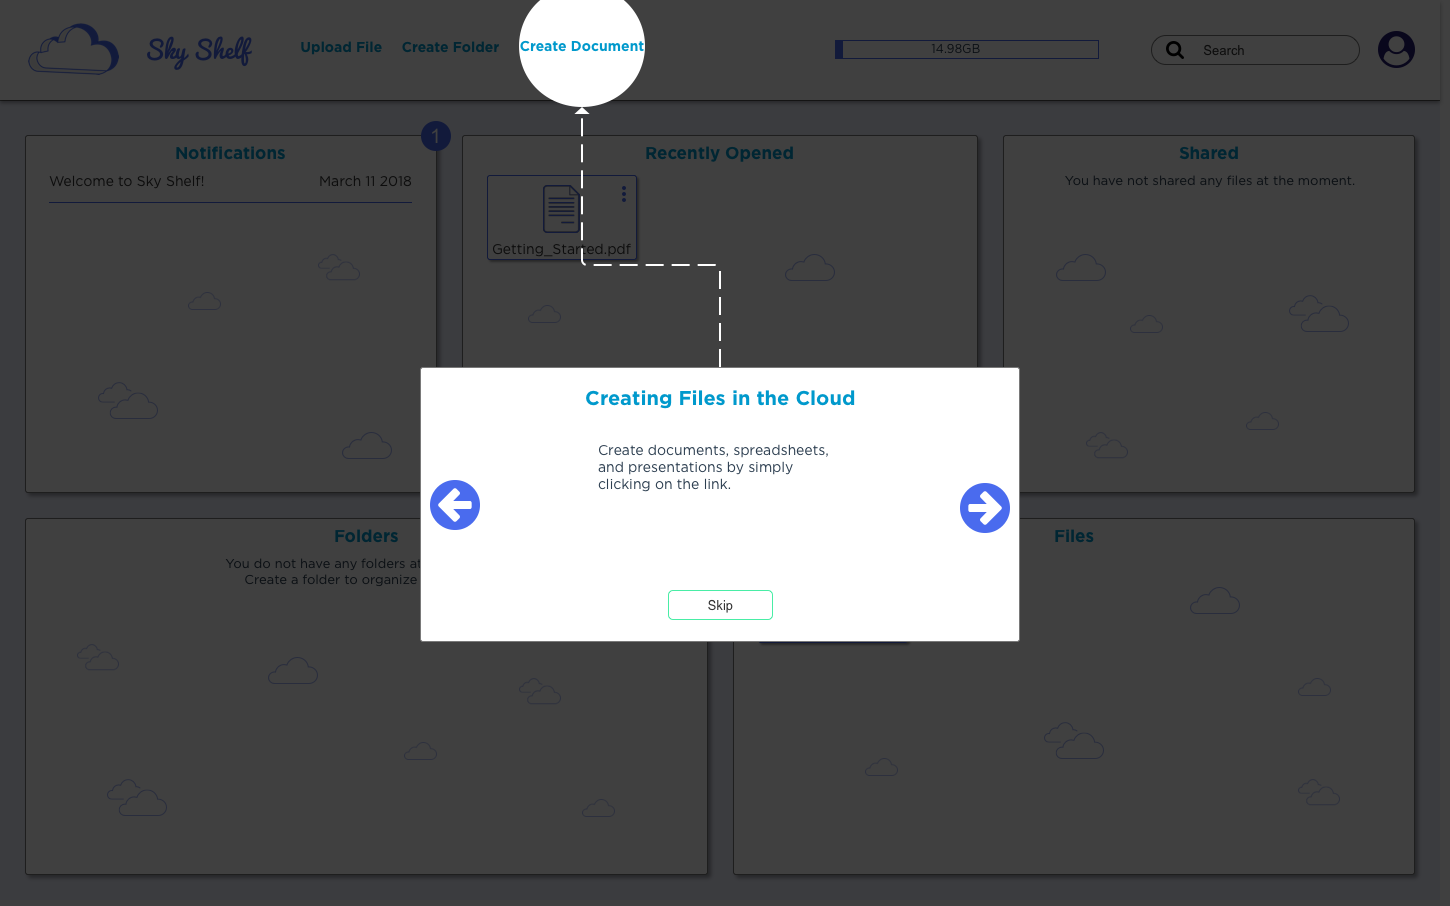 Sky Shelf
Upload File
Create Folder
Create Document
14.98GB
Search
Notifications
1
Welcome to Sky Shelf!
March 11 2018
Recently Opened
Getting_Started.pdf
Shared
You have not shared any files at the moment.
Creating Files in the Cloud
Create documents, spreadsheets,
and presentations by simply
clicking on the link.
Skip
Folders
You do not have any folders at
Create a folder to organize
Files